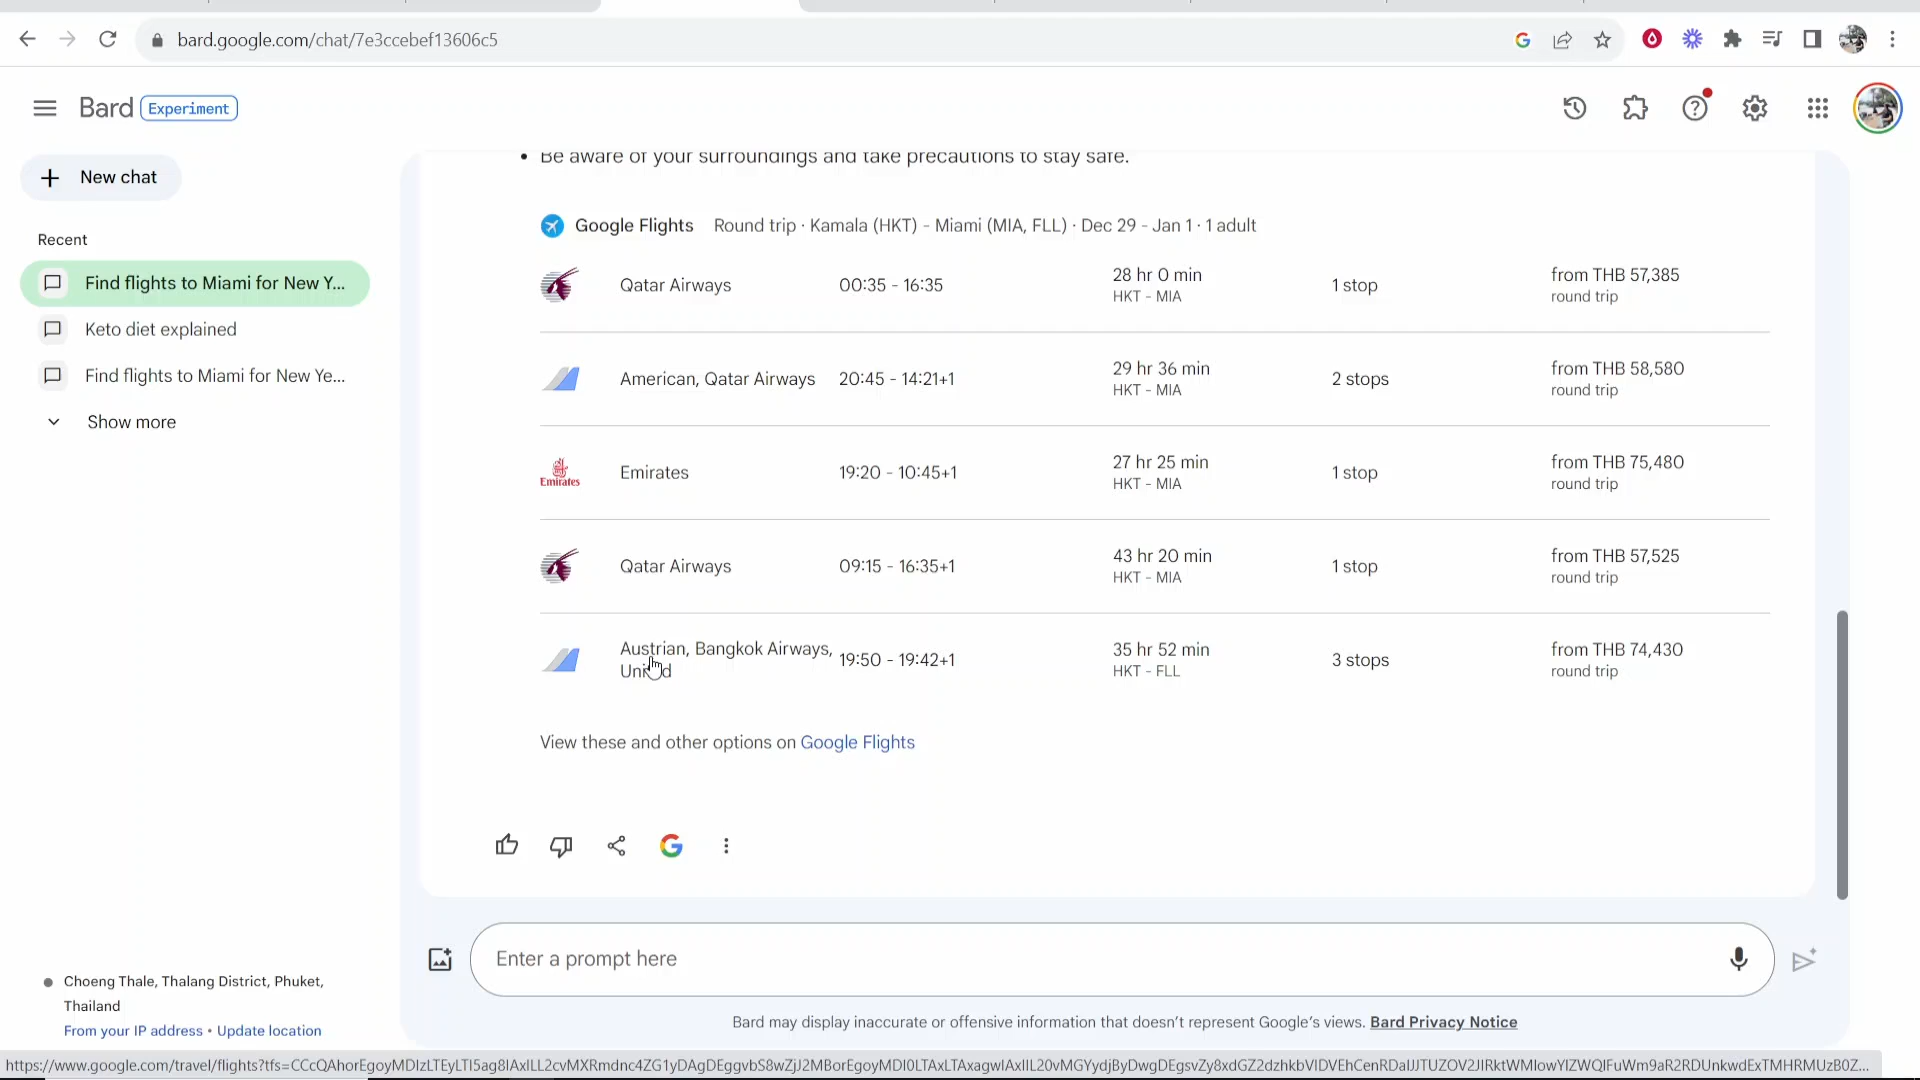 bard.google.com/chat/7e3ccebef13606c5
Bard Experiment
New chat
Recent
Find flights to Miami for New Y...
Keto diet explained
Find flights to Miami for New Ye...
Show more
• Be aware of your surroundings and take precautions to stay safe.
Google Flights Round trip · Kamala (HKT) - Miami (MIA, FLL) · Dec 29 - Jan 1 · 1 adult
Qatar Airways 00:35 - 16:35 28 hr 0 min 1 stop from THB 57,385
HKT - MIA round trip
American, Qatar Airways 20:45 - 14:21+1 29 hr 36 min 2 stops from THB 58,580
HKT - MIA round trip
Emirates Emirates 19:20 - 10:45+1 27 hr 25 min 1 stop from THB 75,480
HKT - MIA round trip
Qatar Airways 09:15 - 16:35+1 43 hr 20 min 1 stop from THB 57,525
HKT - MIA round trip
Austrian, Bangkok Airways, 19:50 - 19:42+1 35 hr 52 min 3 stops from THB 74,430
United HKT - FLL round trip
View these and other options on Google Flights
Enter a prompt here
Bard may display inaccurate or offensive information that doesn't represent Google's views. Bard Privacy Notice
Choeng Thale, Thalang District, Phuket,
Thailand
From your IP address • Update location